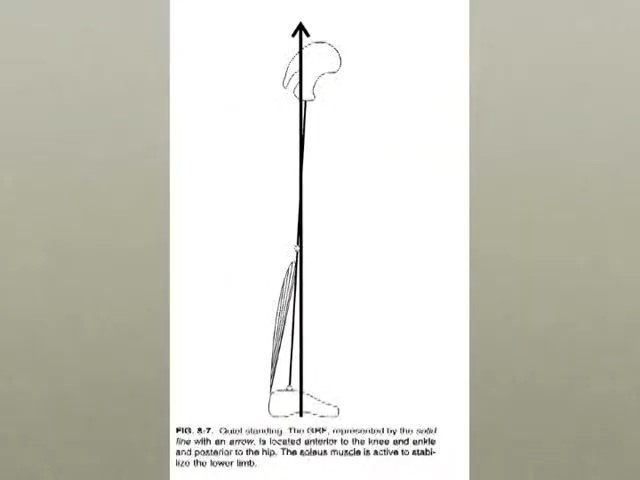 FIG. 8-7. Quiet standing. The GRF, represented by the solid
line with an arrow, is located anterior to the knee and ankle
and posterior to the hip. The soleus muscle is active to stabi-
lize the lower limb.